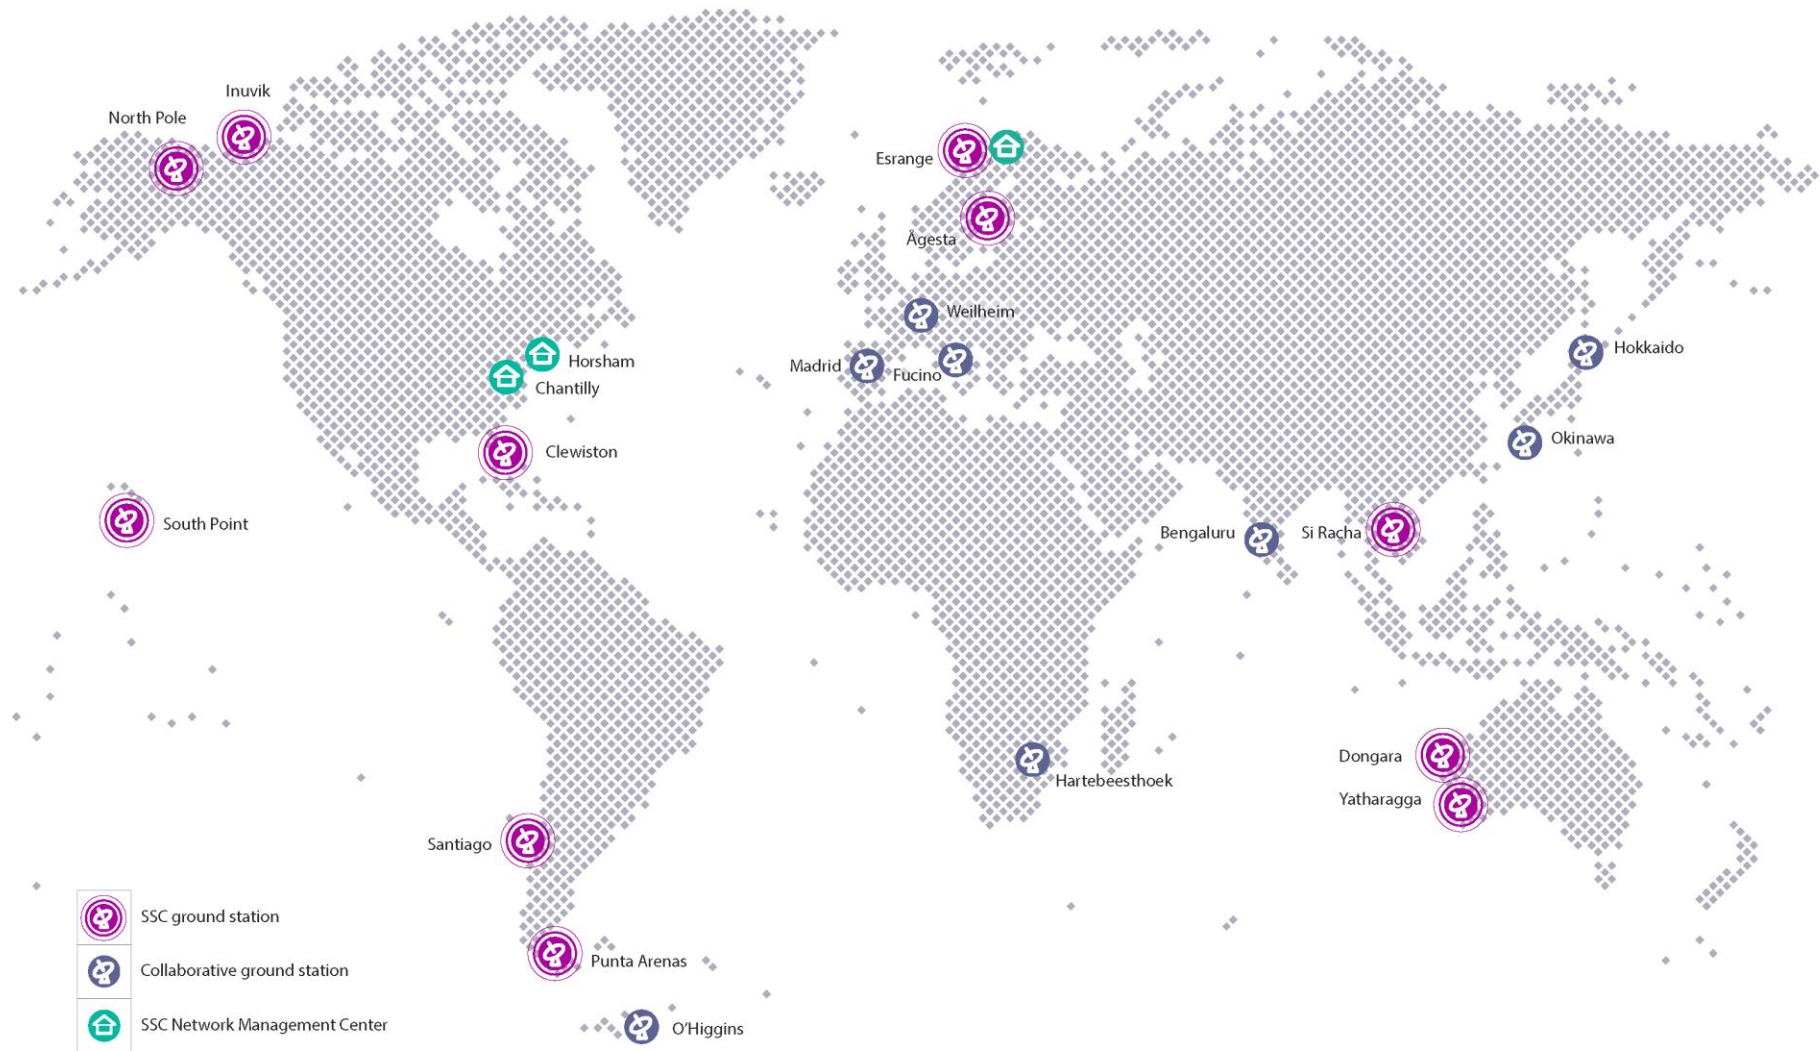 Inuvik
North Pole
Esrange
Ågesta
Weilheim
Madrid
Fucino
Horsham
Chantilly
Hokkaido
Clewiston
Okinawa
South Point
Bengaluru
Si Racha
Dongara
Hartebeesthoek
Yatharagga
Santiago
Punta Arenas
O'Higgins
SSC ground station
Collaborative ground station
SSC Network Management Center